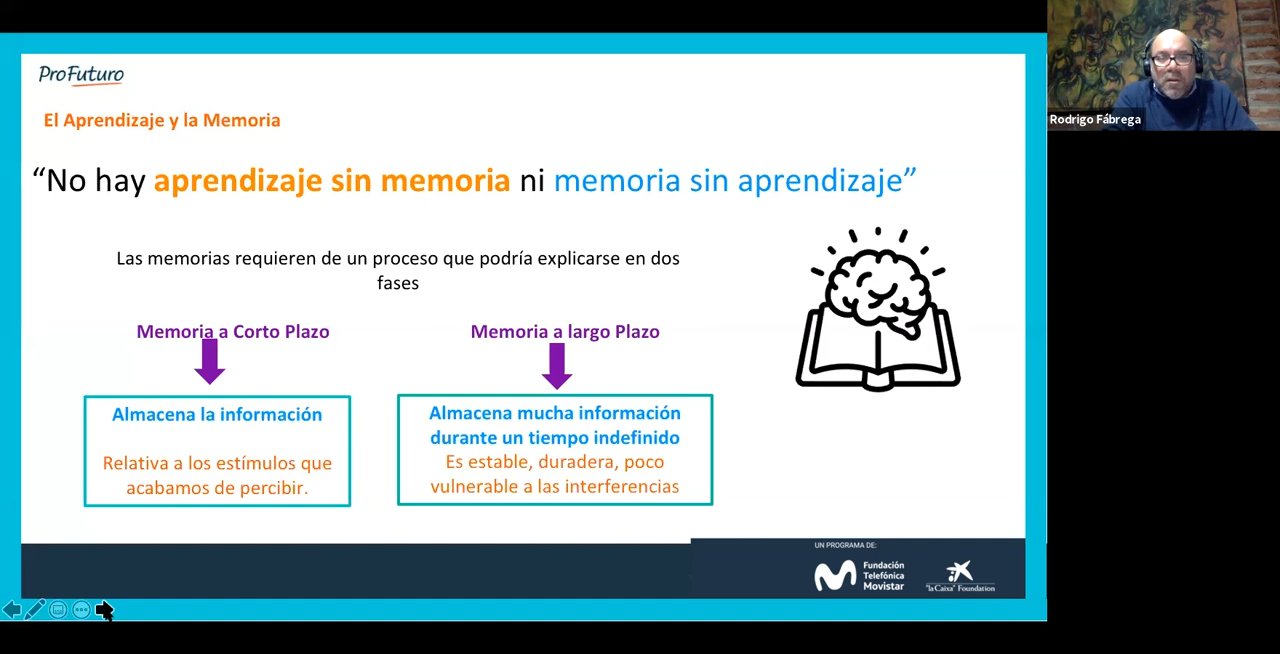 ProFuturo
El Aprendizaje y la Memoria
“No hay aprendizaje sin memoria ni memoria sin aprendizaje”
Las memorias requieren de un proceso que podría explicarse en dos
fases
Memoria a Corto Plazo
Almacena la información
Relativa a los estímulos que
acabamos de percibir.
Memoria a largo Plazo
Almacena mucha información
durante un tiempo indefinido
Es estable, duradera, poco
vulnerable a las interferencias
UN PROGRAMA DE:
Fundación
Telefónica
Movistar
"la Caixa" Foundation
Rodrigo Fábrega